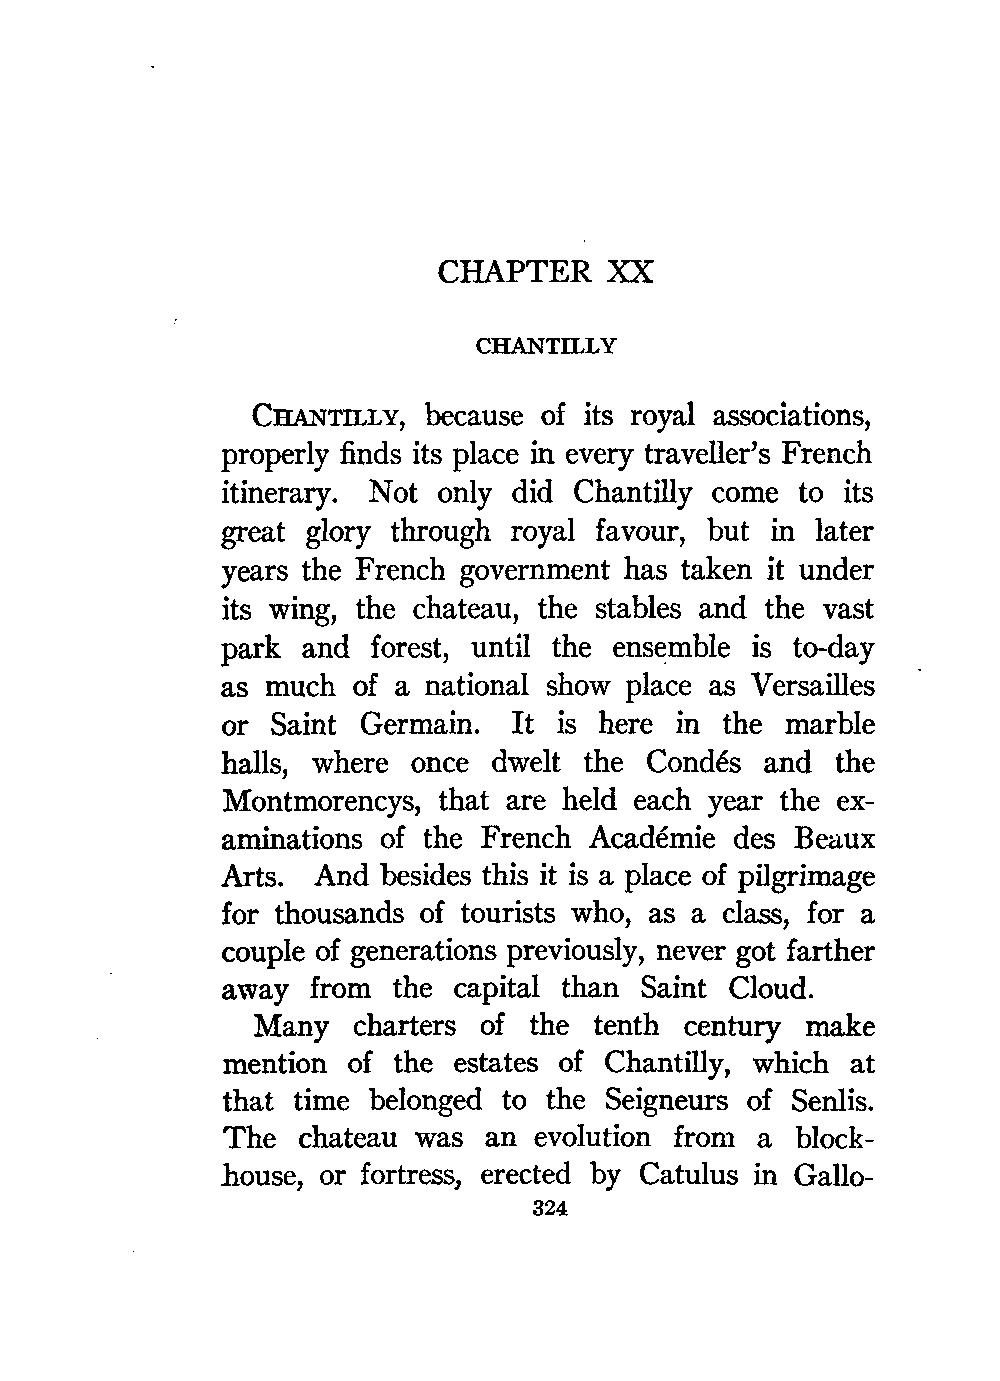 CHAPTER XX
CHANTILLY
CHANTILLY, because of its royal associations,
properly finds its place in every traveller's French
itinerary. Not only did Chantilly come to its
great glory through royal favour, but in later
years the French government has taken it under
its wing, the chateau, the stables and the vast
park and forest, until the ensemble is to-day
as much of a national show place as Versailles
or Saint Germain. It is here in the marble
halls, where once dwelt the Condés and the
Montmorencys, that are held each year the ex-
aminations of the French Académie des Beaux
Arts. And besides this it is a place of pilgrimage
for thousands of tourists who, as a class, for a
couple of generations previously, never got farther
away from the capital than Saint Cloud.
Many charters of the tenth century make
mention of the estates of Chantilly, which at
that time belonged to the Seigneurs of Senlis.
The chateau was an evolution from a block-
house, or fortress, erected by Catulus in Gallo-
324